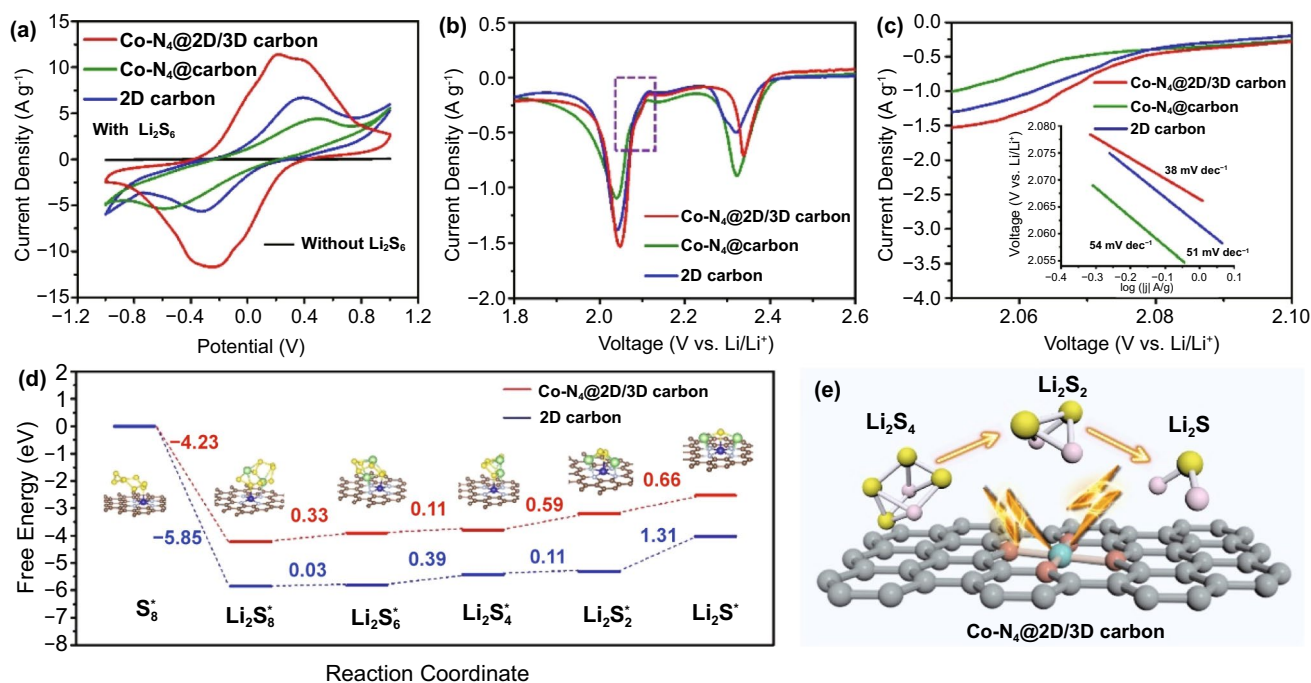 (a)
15
10
5
0
−5
−10
−15
Current Density (A g⁻¹)
Co-N₄@2D/3D carbon
Co-N₄@carbon
2D carbon
With Li₂S₆
Without Li₂S₆
−1.2 −0.8 −0.4 0.0 0.4 0.8 1.2
Potential (V)
(b)
0.5
0.0
−0.5
−1.0
−1.5
−2.0
Current Density (A g⁻¹)
Co-N₄@2D/3D carbon
Co-N₄@carbon
2D carbon
1.8 2.0 2.2 2.4 2.6
Voltage (V vs. Li/Li⁺)
(c)
0.0
−0.5
−1.0
−1.5
−2.0
−2.5
−3.0
−3.5
−4.0
Current Density (A g⁻¹)
Co-N₄@2D/3D carbon
Co-N₄@carbon
2D carbon
2.080
2.075
2.070
2.065
2.060
2.055
Voltage (V vs. Li/Li⁺)
38 mV dec⁻¹
54 mV dec⁻¹
51 mV dec⁻¹
−0.4 −0.3 −0.2 −0.1 0.0 0.1
log (|j| A/g)
2.06 2.08 2.10
Voltage (V vs. Li/Li⁺)
(d)
2
1
0
−1
−2
−3
−4
−5
−6
−7
−8
Free Energy (eV)
Co-N₄@2D/3D carbon
2D carbon
−4.23
0.33
0.11
0.59
0.66
−5.85
0.03
0.39
0.11
1.31
S₈*
Li₂S₈*
Li₂S₆*
Li₂S₄*
Li₂S₂*
Li₂S*
Reaction Coordinate
(e)
Li₂S₄
Li₂S₂
Li₂S
Co-N₄@2D/3D carbon